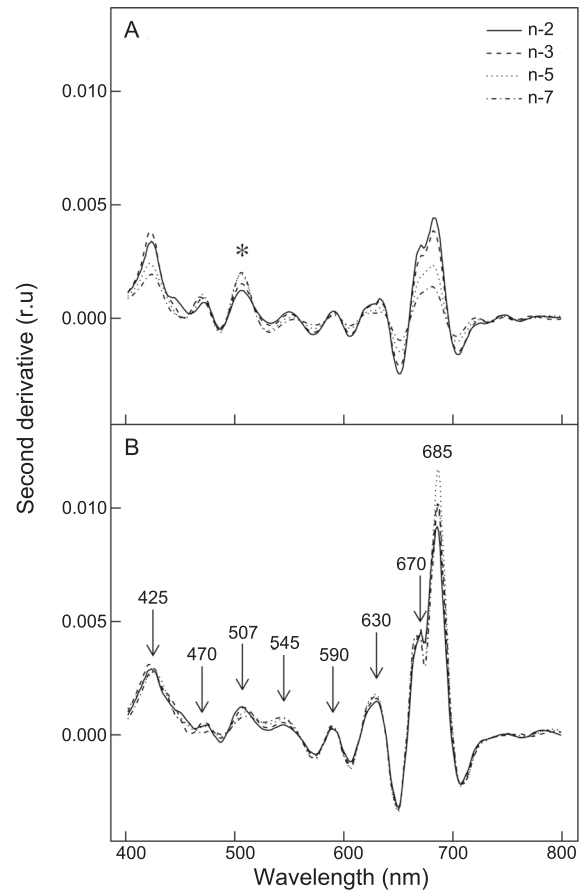 A
n-2
n-3
n-5
n-7
0.010
0.005
*
0.000
Second derivative (r.u)
B
685
0.010
670
425
630
0.005
507
545
470
590
0.000
400 500 600 700 800
Wavelength (nm)